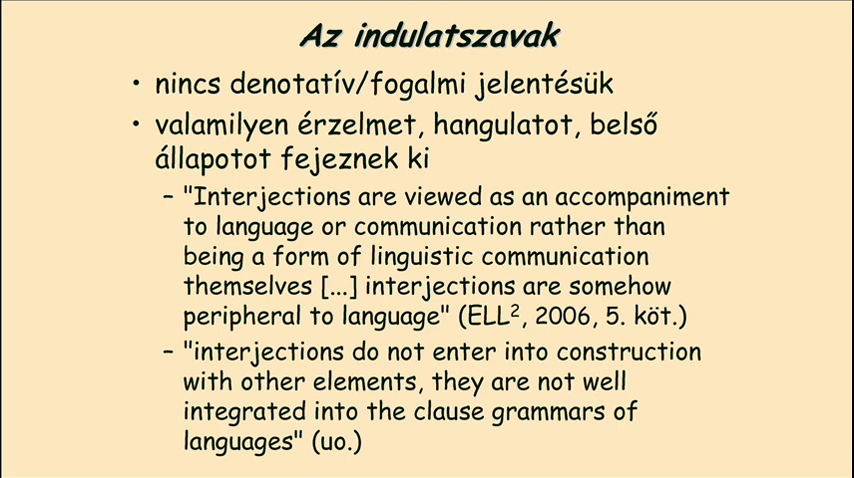 Az indulatszavak
• nincs denotatív/fogalmi jelentésük
• valamilyen érzelmet, hangulatot, belső
állapotot fejeznek ki
– "Interjections are viewed as an accompaniment
to language or communication rather than
being a form of linguistic communication
themselves [...] interjections are somehow
peripheral to language" (ELL², 2006, 5. köt.)
– "interjections do not enter into construction
with other elements, they are not well
integrated into the clause grammars of
languages" (uo.)